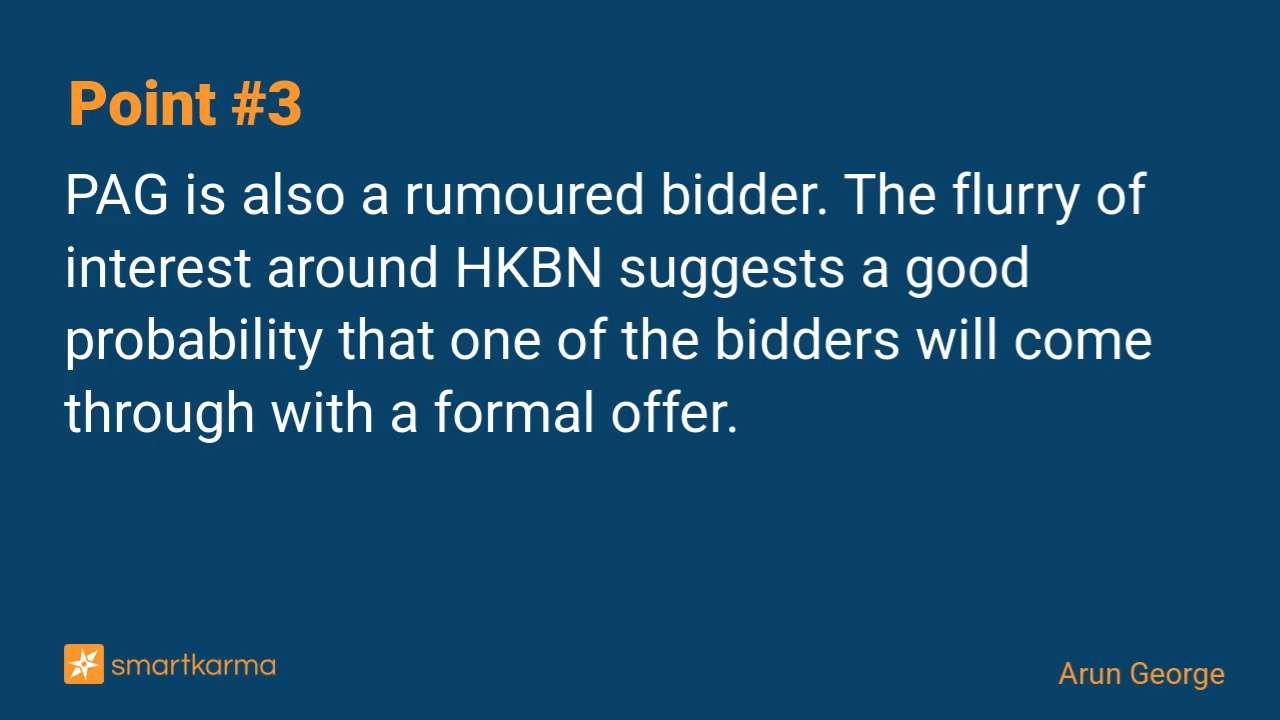 Point #3
PAG is also a rumoured bidder. The flurry of
interest around HKBN suggests a good
probability that one of the bidders will come
through with a formal offer.
smartkarma
Arun George